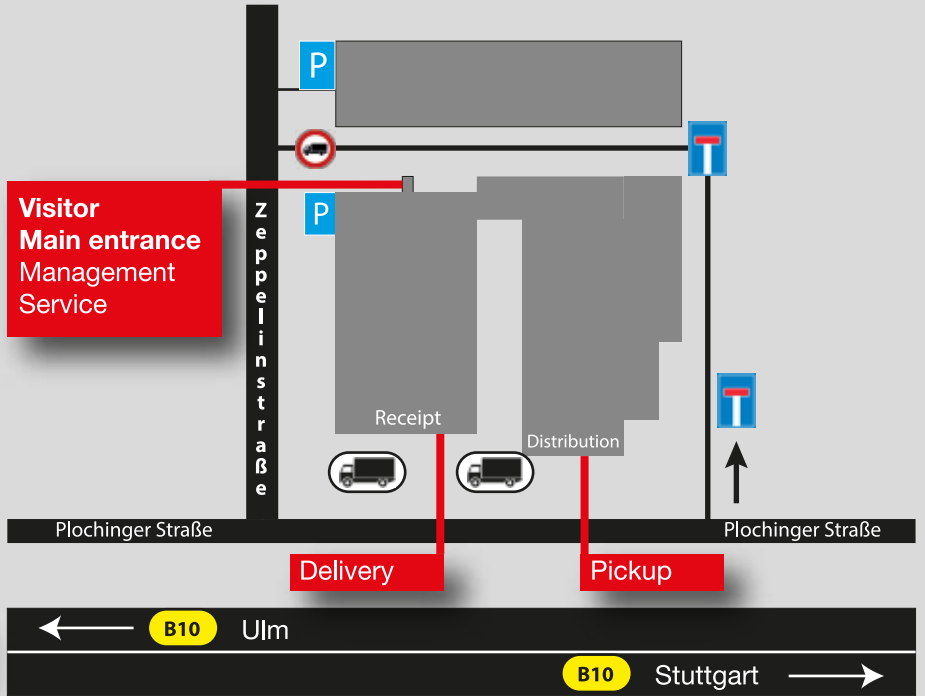 P
P
Visitor
Main entrance
Management
Service
Zeppelinstraße
Receipt
Distribution
Plochinger Straße
Plochinger Straße
Delivery
Pickup
B10 Ulm
B10 Stuttgart